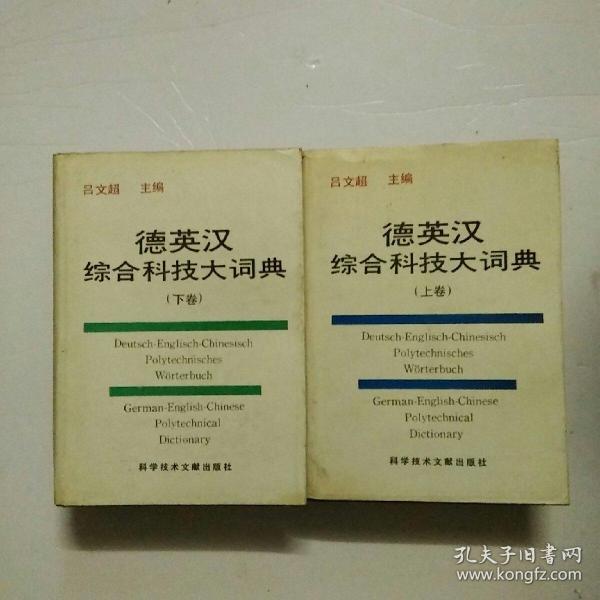 吕文超 主编
德英汉
综合科技大词典
(下卷)
Deutsch-Englisch-Chinesisch
Polytechnisches
Wörterbuch
German-English-Chinese
Polytechnical
Dictionary
科学技术文献出版社
吕文超 主编
德英汉
综合科技大词典
(上卷)
Deutsch-Englisch-Chinesisch
Polytechnisches
Wörterbuch
German-English-Chinese
Polytechnical
Dictionary
科学技术文献出版社
孔夫子旧书网
www.kongfz.com